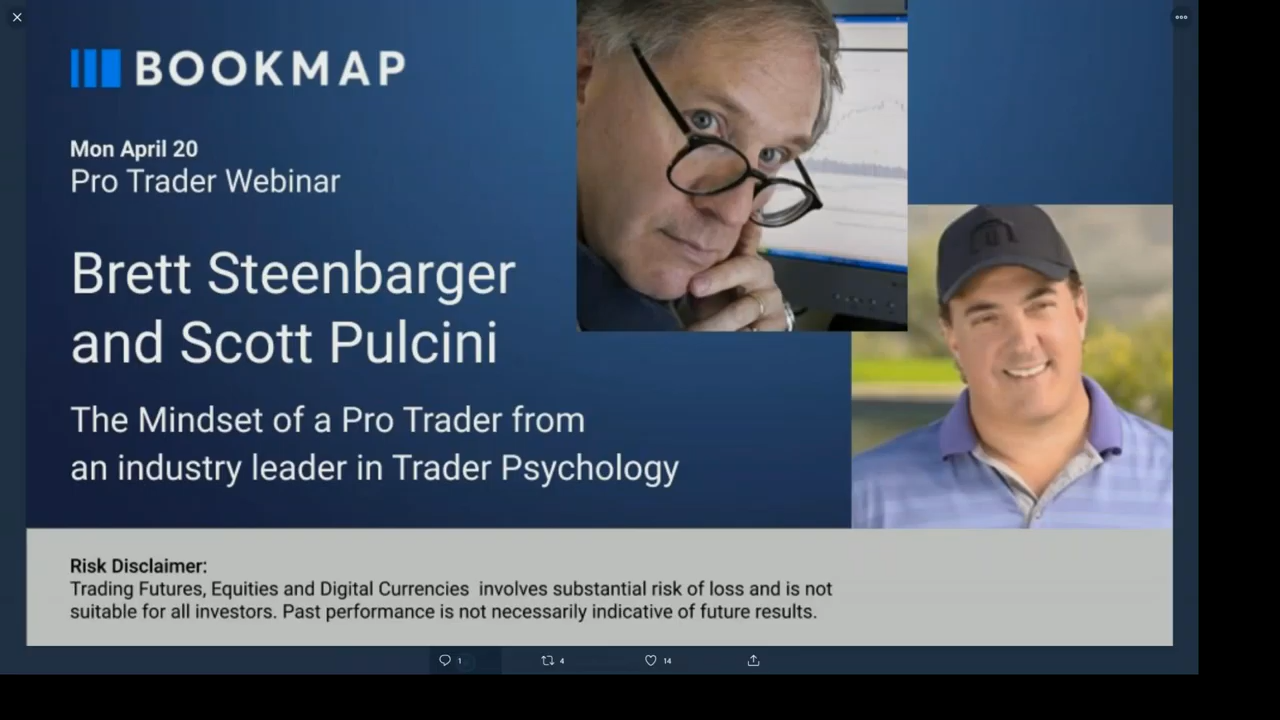 BOOKMAP
Mon April 20
Pro Trader Webinar
Brett Steenbarger
and Scott Pulcini
The Mindset of a Pro Trader from
an industry leader in Trader Psychology
Risk Disclaimer:
Trading Futures, Equities and Digital Currencies involves substantial risk of loss and is not
suitable for all investors. Past performance is not necessarily indicative of future results.
1 4 14